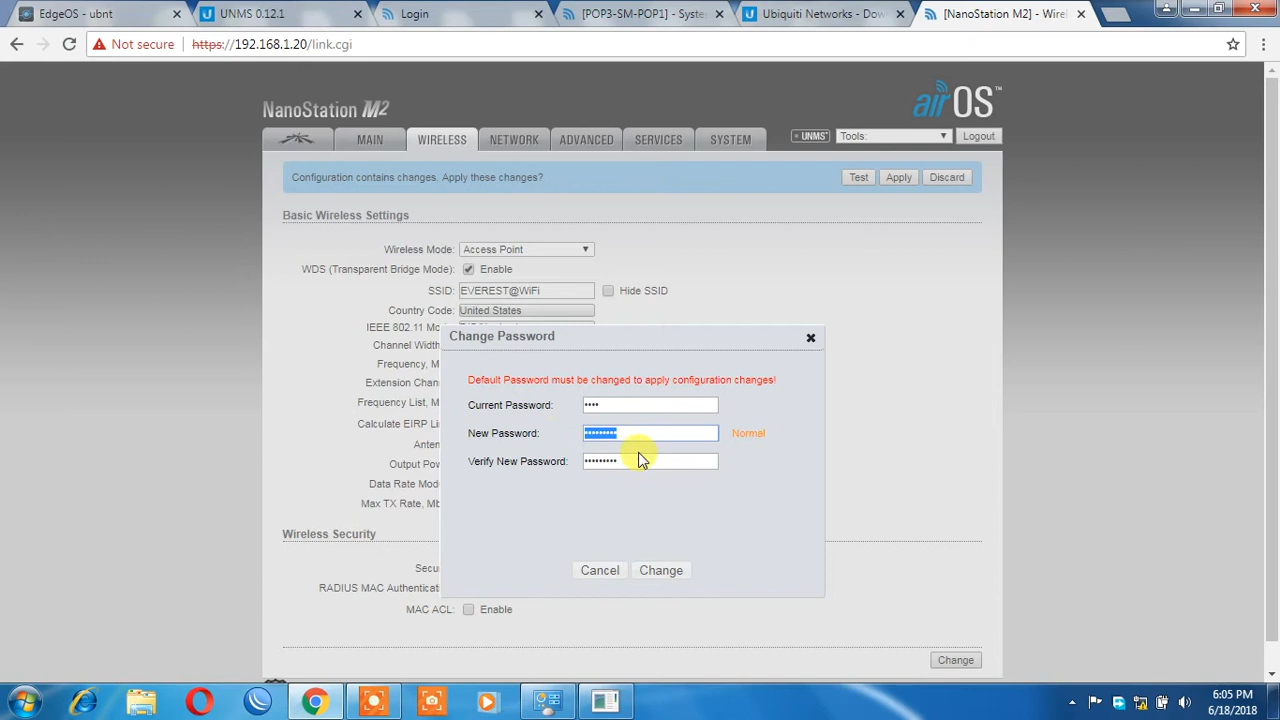 EdgeOS - ubnt
UNMS 0.12.1
Login
[POP3-SM-POP1] - Syste
Ubiquiti Networks - Dow
[NanoStation M2] - Wire
Not secure
https://192.168.1.20/link.cgi
NanoStation M2
airOS™
MAIN
WIRELESS
NETWORK
ADVANCED
SERVICES
SYSTEM
UNMS™
Tools:
Logout
Configuration contains changes. Apply these changes?
Test
Apply
Discard
Basic Wireless Settings
Wireless Mode: Access Point
WDS (Transparent Bridge Mode): Enable
SSID: EVEREST@WiFi Hide SSID
Country Code: United States
IEEE 802.11 Mo
Channel Width
Frequency, M
Extension Chan
Frequency List, M
Calculate EIRP Li
Anten
Output Pow
Data Rate Modu
Max TX Rate, Mb
Change Password
Default Password must be changed to apply configuration changes!
Current Password: ••••
New Password: ••••••••• Normal
Verify New Password: •••••••••
Cancel
Change
Wireless Security
Secu
RADIUS MAC Authenticat
MAC ACL: Enable
Change
6:05 PM
6/18/2018